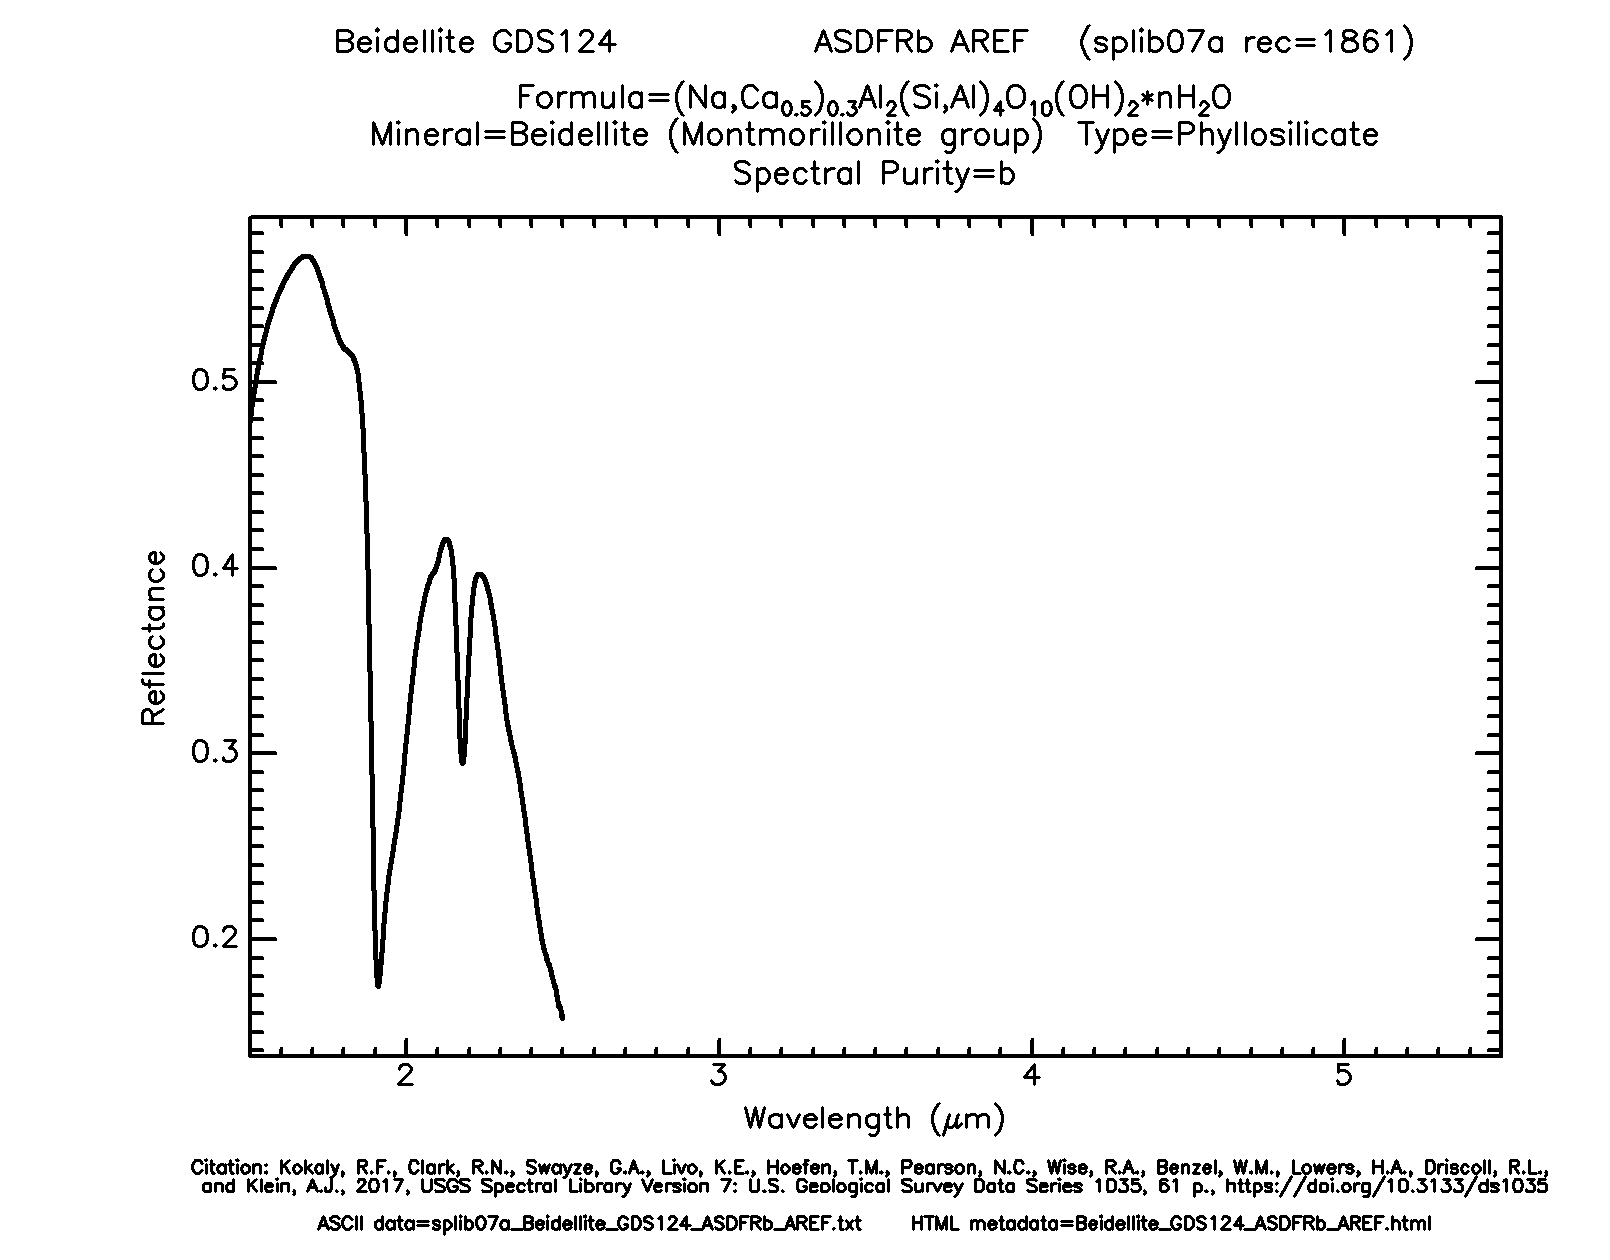 Beidellite GDS124 ASDFRb AREF (splib07a rec=1861)
Formula=(Na,Ca0.5)0.3Al2(Si,Al)4O10(OH)2*nH2O
Mineral=Beidellite (Montmorillonite group) Type=Phyllosilicate
Spectral Purity=b
0.5
0.4
0.3
0.2
Reflectance
2 3 4 5
Wavelength (μm)
Citation: Kokaly, R.F., Clark, R.N., Swayze, G.A., Livo, K.E., Hoefen, T.M., Pearson, N.C., Wise, R.A., Benzel, W.M., Lowers, H.A., Driscoll, R.L.,
and Klein, A.J., 2017, USGS Spectral Library Version 7: U.S. Geological Survey Data Series 1035, 61 p., https://doi.org/10.3133/ds1035
ASCII data=splib07a_Beidellite_GDS124_ASDFRb_AREF.txt HTML metadata=Beidellite_GDS124_ASDFRb_AREF.html